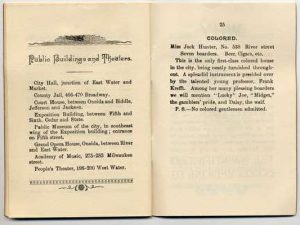 Public Buildings and Theaters.
City Hall, junction of East Water and
Market.
County Jail, 466-470 Broadway.
Court House, between Oneida and Biddle,
Jefferson and Jackson.
Exposition Building, between Fifth and
Sixth, Cedar and State.
Public Museum of the city, in southeast
wing of the Exposition building; entrance
on Fifth street.
Grand Opera House, Oneida, between River
and East Water.
Academy of Music, 275-283 Milwaukee
street.
People's Theater, 198-200 West Water.
25
COLORED.
Miss Jack Hunter, No. 538 River street
Seven boarders. Beer, Cigars, etc.
This is the only first-class colored house
in the city, being neatly furnished through-
out. A splendid instrument is presided over
by the talented young professor, Frank
Krefft. Among her many pleasing boarders
we will mention "Lucky" Joe, "Midget,"
the gamblers' pride, and Daisy, the waif.
P. S.—No colored gentlemen admitted.